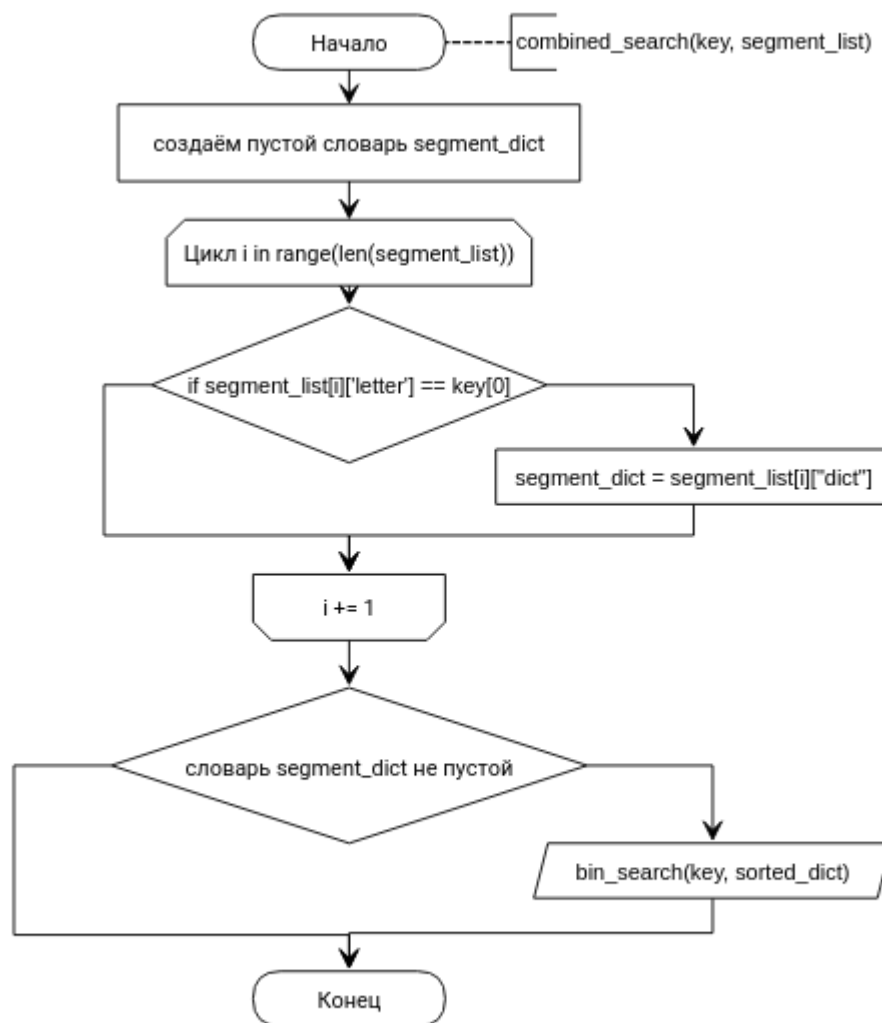 Начало
combined_search(key, segment_list)
создаём пустой словарь segment_dict
Цикл i in range(len(segment_list))
if segment_list[i]['letter'] == key[0]
segment_dict = segment_list[i]["dict"]
i += 1
словарь segment_dict не пустой
bin_search(key, sorted_dict)
Конец